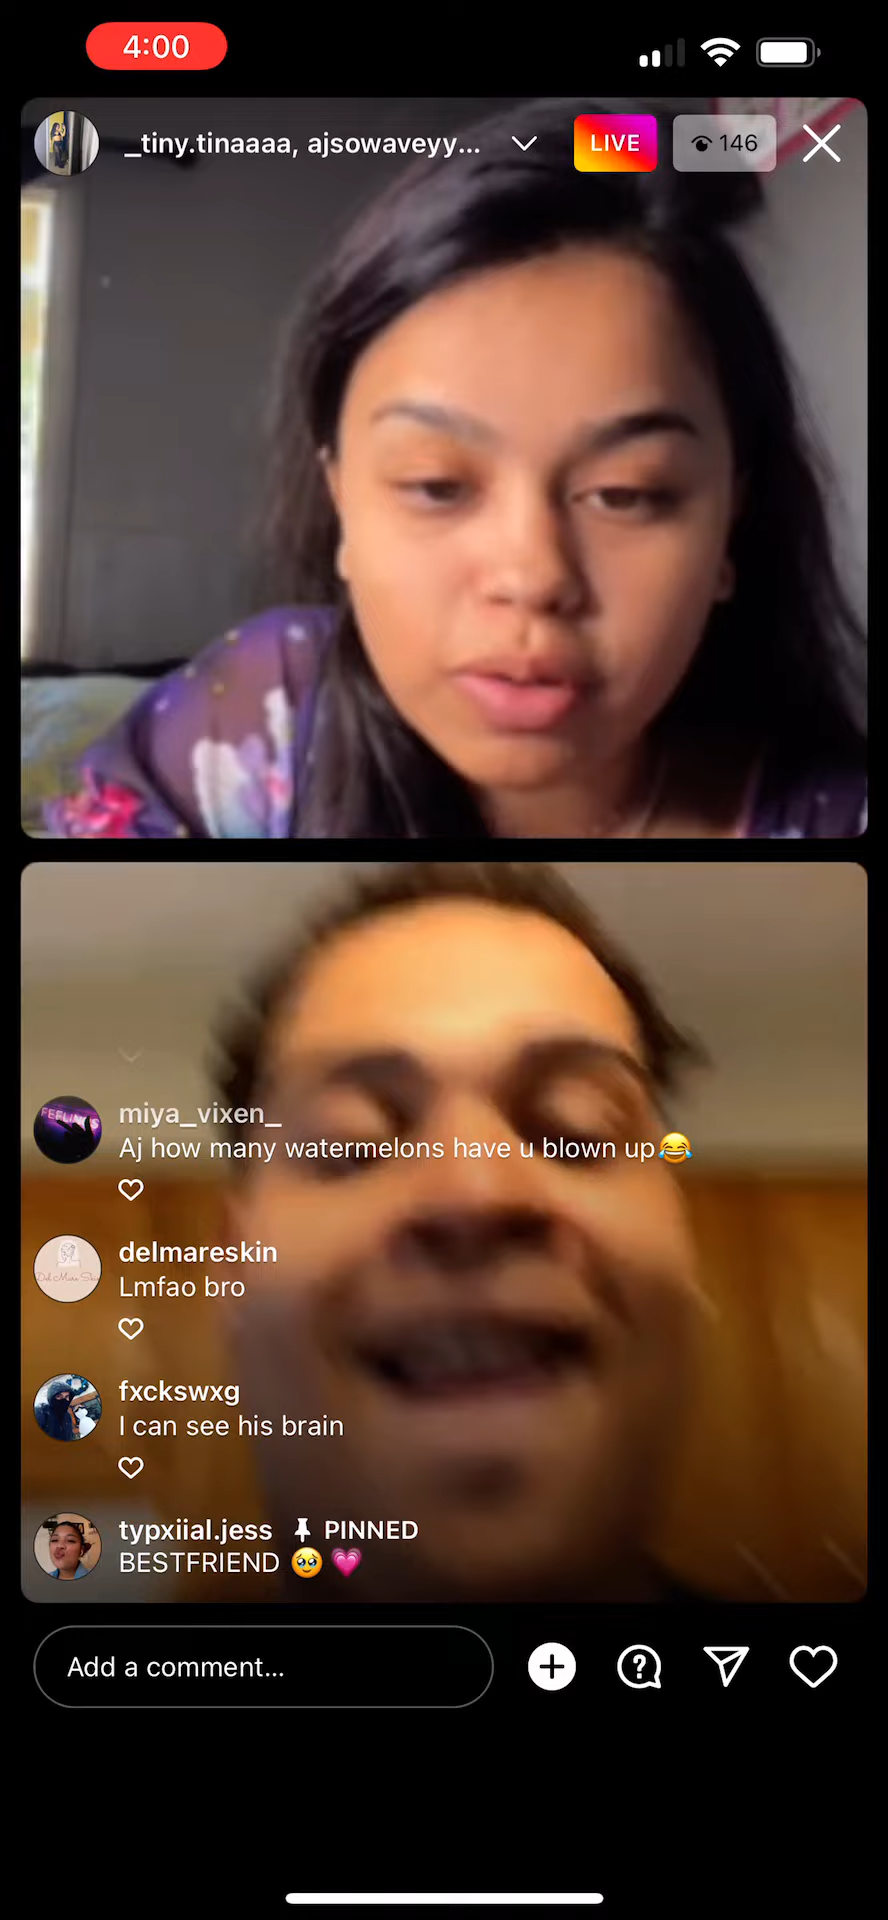 4:00
_tiny.tinaaaa, ajsowaveyy...
LIVE
146
FEELINGS
miya_vixen_
Aj how many watermelons have u blown up😂
delmareskin
Lmfao bro
fxckswxg
I can see his brain
typxiial.jess PINNED
BESTFRIEND 🥹💗
Add a comment...